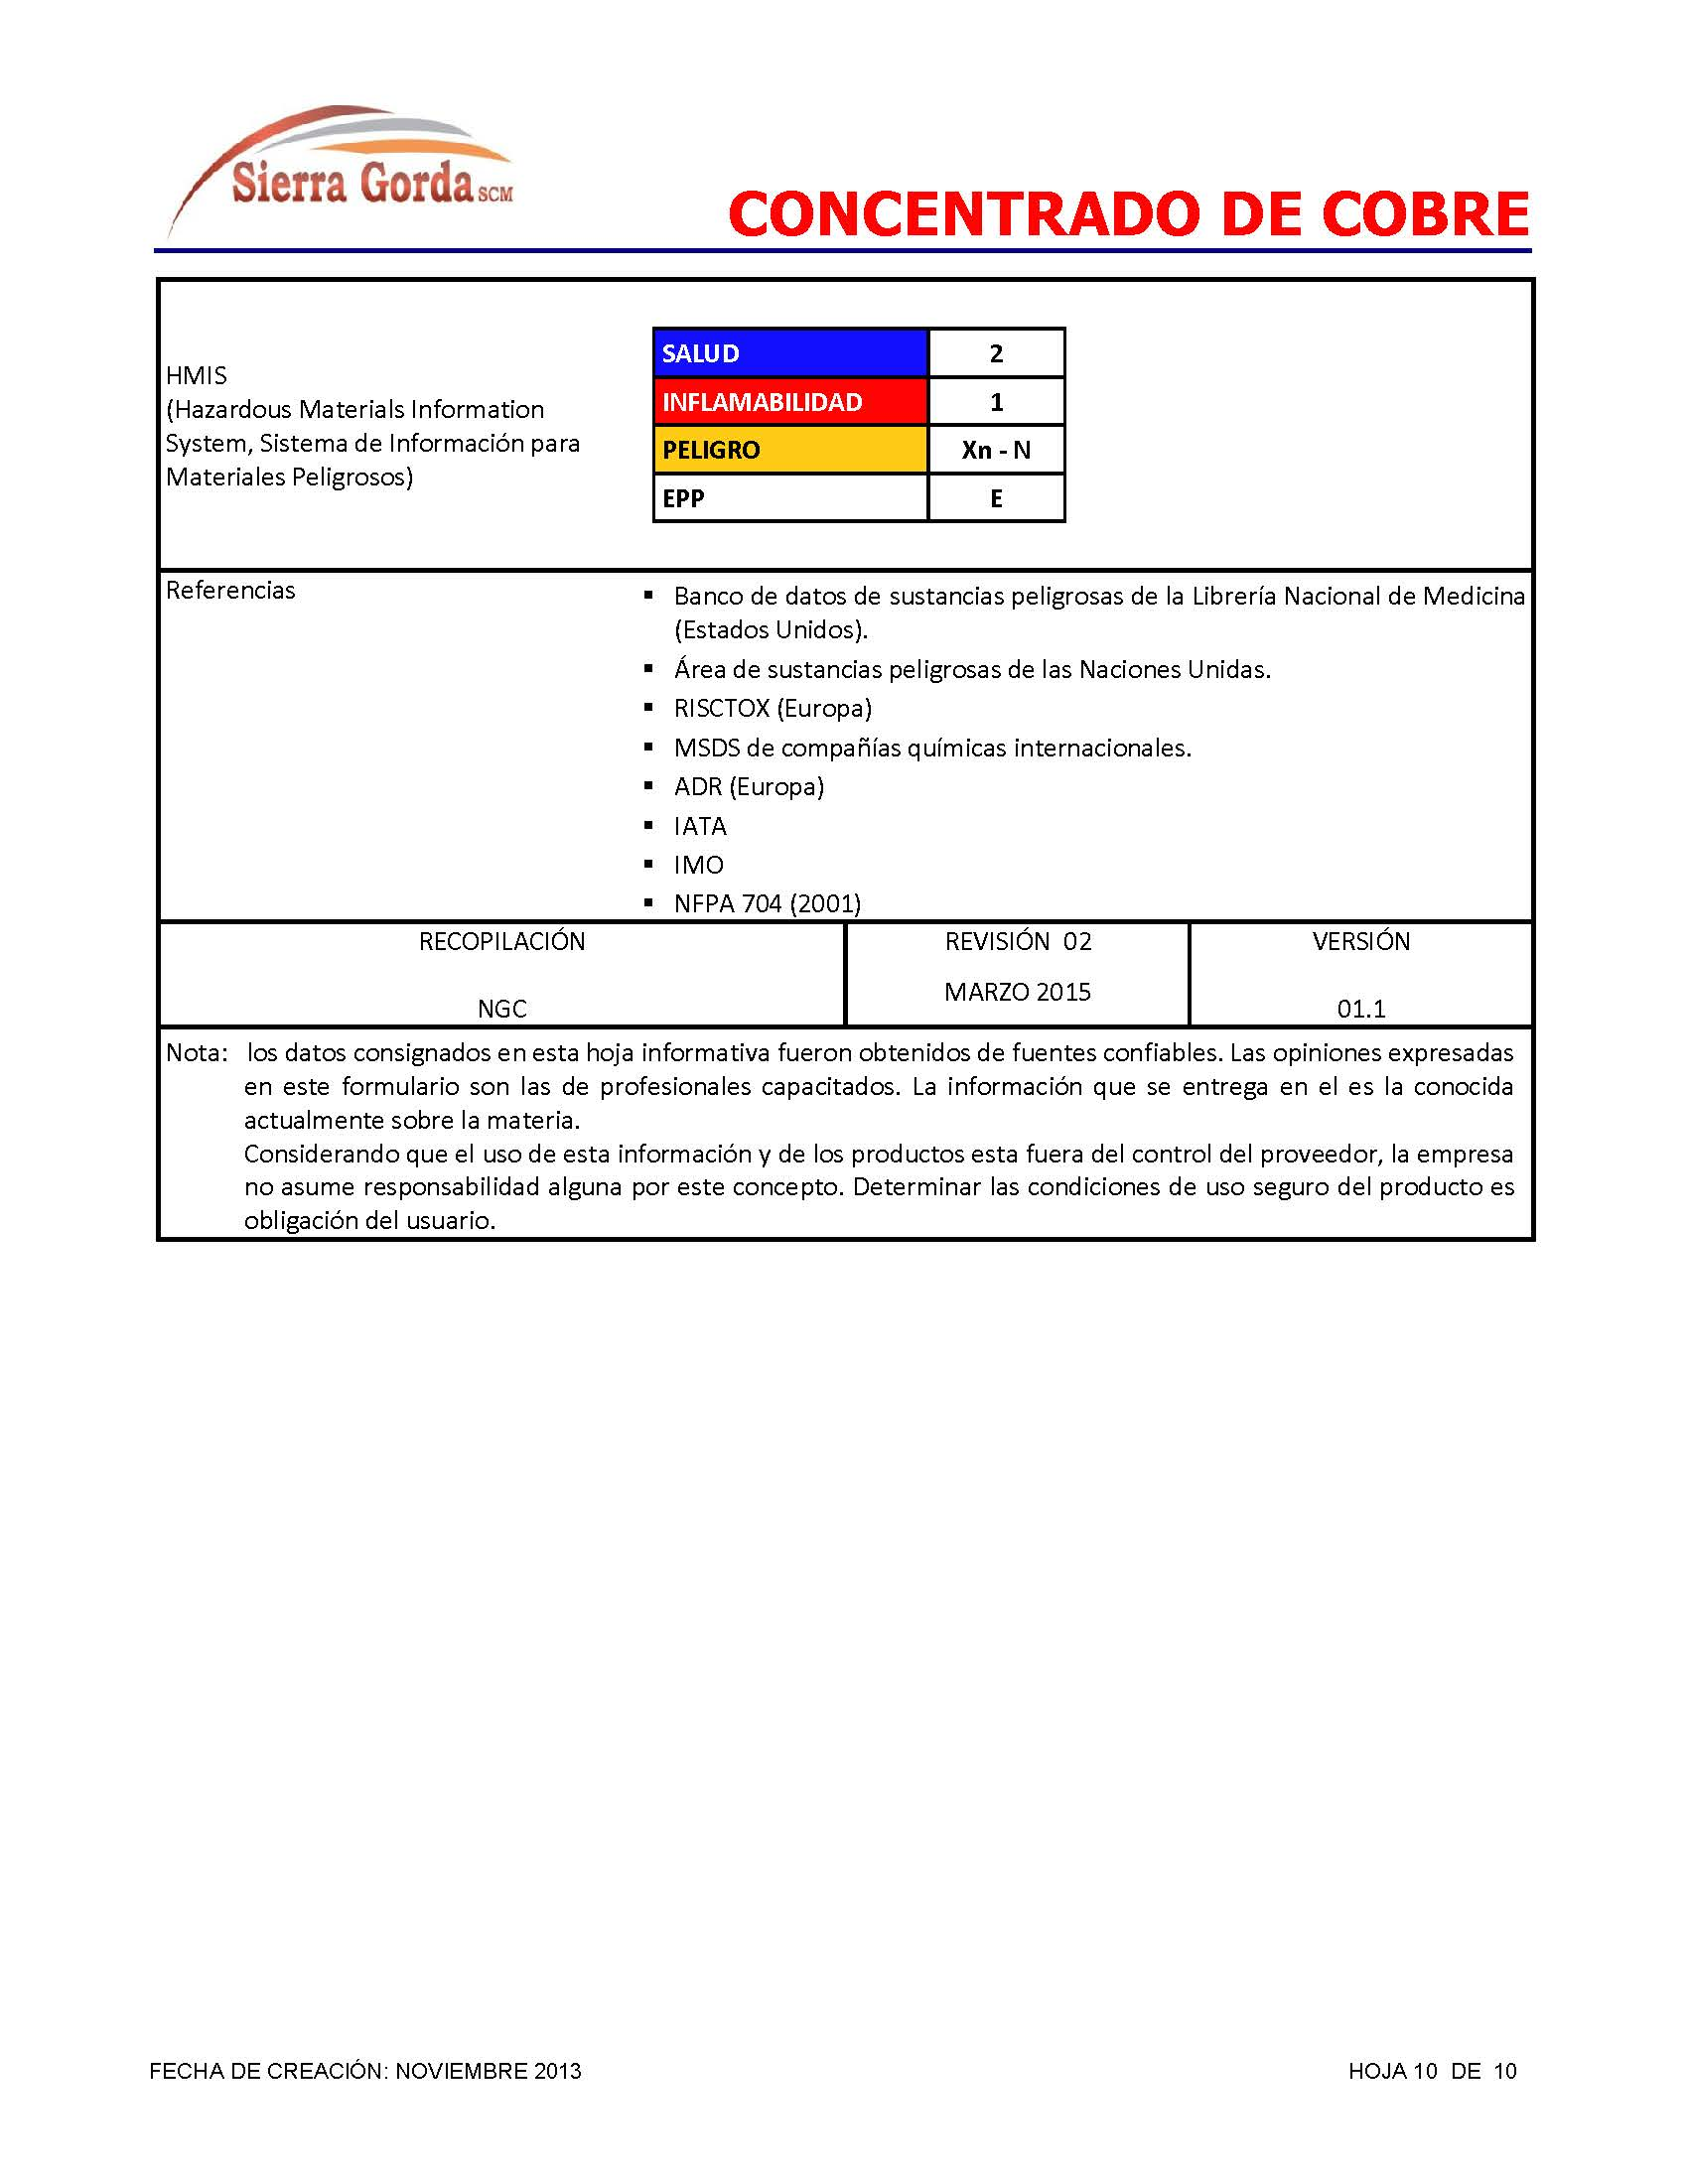 Sierra Gorda SCM
CONCENTRADO DE COBRE
HMIS
(Hazardous Materials Information
System, Sistema de Información para
Materiales Peligrosos)
SALUD 2
INFLAMABILIDAD 1
PELIGRO Xn - N
EPP E
Referencias
▪ Banco de datos de sustancias peligrosas de la Librería Nacional de Medicina
(Estados Unidos).
▪ Área de sustancias peligrosas de las Naciones Unidas.
▪ RISCTOX (Europa)
▪ MSDS de compañías químicas internacionales.
▪ ADR (Europa)
▪ IATA
▪ IMO
▪ NFPA 704 (2001)
RECOPILACIÓN
NGC
REVISIÓN 02
MARZO 2015
VERSIÓN
01.1
Nota: los datos consignados en esta hoja informativa fueron obtenidos de fuentes confiables. Las opiniones expresadas
en este formulario son las de profesionales capacitados. La información que se entrega en el es la conocida
actualmente sobre la materia.
Considerando que el uso de esta información y de los productos esta fuera del control del proveedor, la empresa
no asume responsabilidad alguna por este concepto. Determinar las condiciones de uso seguro del producto es
obligación del usuario.
FECHA DE CREACIÓN: NOVIEMBRE 2013
HOJA 10 DE 10